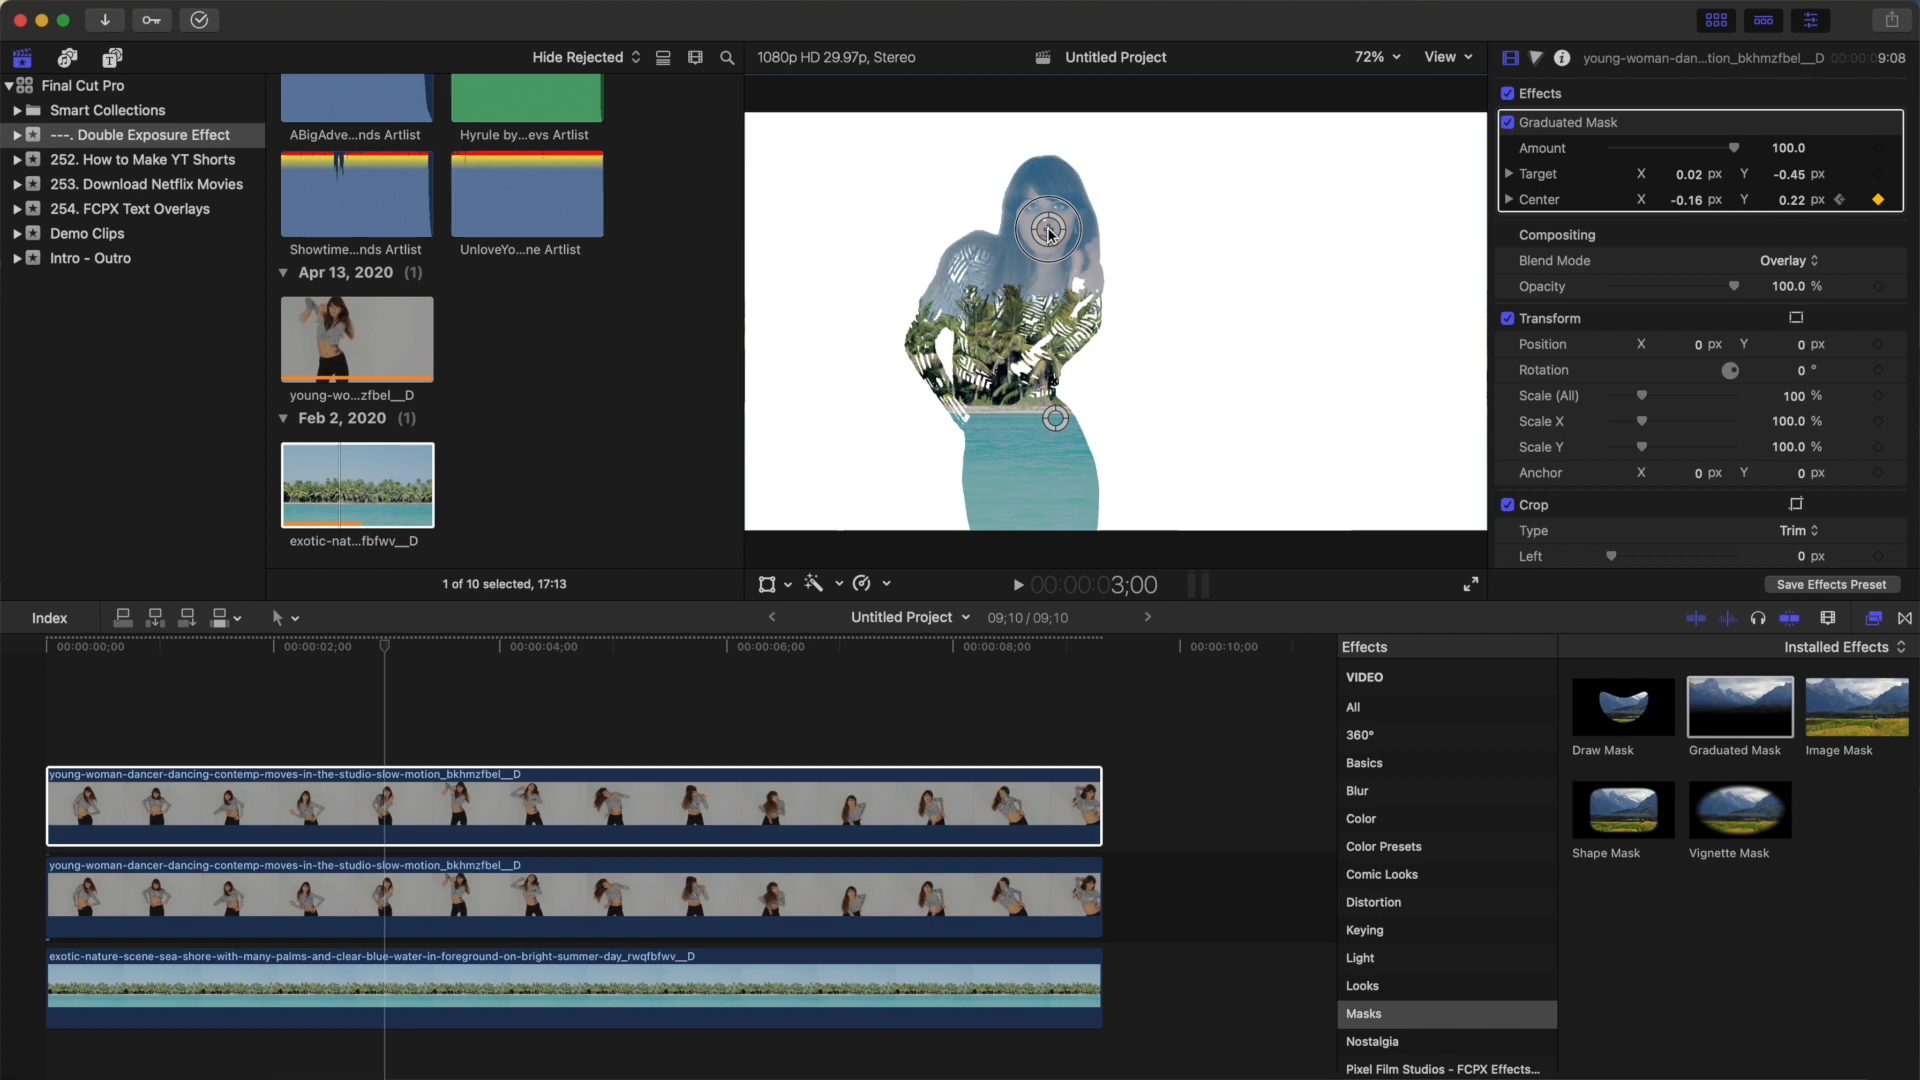 Hide Rejected
1080p HD 29.97p, Stereo
Untitled Project
72%
View
young-woman-dan...tion_bkhmzfbel__D
00:00:09:08
Final Cut Pro
Smart Collections
---. Double Exposure Effect
252. How to Make YT Shorts
253. Download Netflix Movies
254. FCPX Text Overlays
Demo Clips
Intro - Outro
ABigAdve...nds Artlist
Hyrule by...evs Artlist
Showtime...nds Artlist
UnloveYo...ne Artlist
Apr 13, 2020 (1)
young-wo...zfbel__D
Feb 2, 2020 (1)
exotic-nat...fbfwv__D
1 of 10 selected, 17:13
00:00:03;00
Effects
Graduated Mask
Amount 100.0
Target X 0.02 px Y -0.45 px
Center X -0.16 px Y 0.22 px
Compositing
Blend Mode Overlay
Opacity 100.0 %
Transform
Position X 0 px Y 0 px
Rotation 0 °
Scale (All) 100 %
Scale X 100.0 %
Scale Y 100.0 %
Anchor X 0 px Y 0 px
Crop
Type Trim
Left 0 px
Save Effects Preset
Index
Untitled Project
09;10 / 09;10
00:00:00;00
00:00:02;00
00:00:04;00
00:00:06;00
00:00:08;00
00:00:10;00
young-woman-dancer-dancing-contemp-moves-in-the-studio-slow-motion_bkhmzfbel__D
young-woman-dancer-dancing-contemp-moves-in-the-studio-slow-motion_bkhmzfbel__D
exotic-nature-scene-sea-shore-with-many-palms-and-clear-blue-water-in-foreground-on-bright-summer-day_rwqfbfwv__D
Effects
Installed Effects
VIDEO
All
360°
Basics
Blur
Color
Color Presets
Comic Looks
Distortion
Keying
Light
Looks
Masks
Nostalgia
Pixel Film Studios - FCPX Effects...
Draw Mask
Graduated Mask
Image Mask
Shape Mask
Vignette Mask